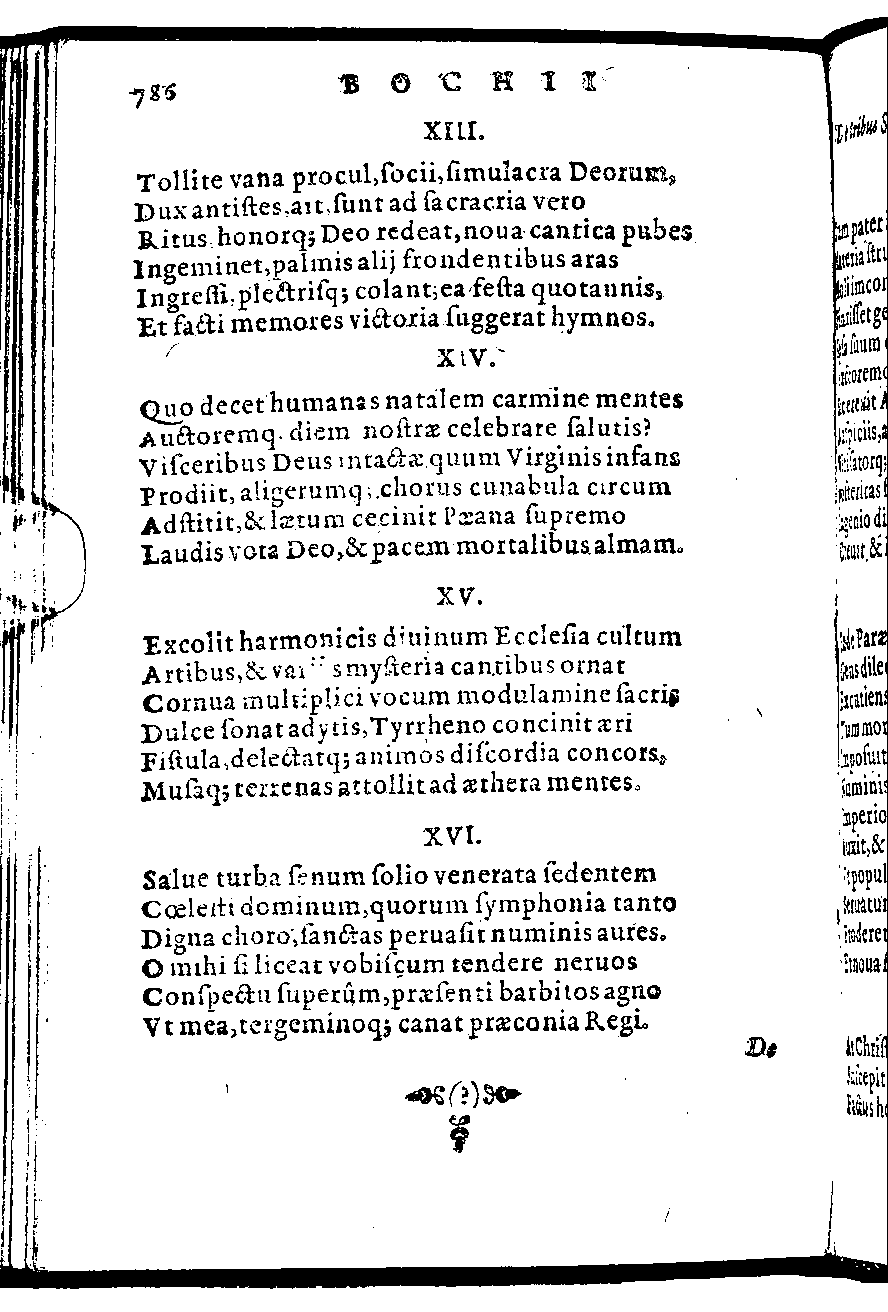 786 BOCHII
XIII.
Tollite vana procul, ſocii, ſimulacra Deorum,
Dux antiſtes, ait, ſunt ad ſacraria vero
Ritus, honorq; Deo redeat, noua cantica pubes
Ingeminet, palmis alij frondentibus aras
Ingreſſi, plectriſq; colant, ea feſta quotannis,
Et facti memores victoria ſuggerat hymnos.
XIV.
Quo decet humanas natalem carmine mentes
Auctoremq. diem noſtræ celebrare ſalutis?
Viſceribus Deus intactæ quum Virginis infans
Prodiit, aligerumq; chorus cunabula circum
Adſtitit, & lætum cecinit Pæana ſupremo
Laudis vota Deo, & pacem mortalibus almam.
XV.
Excolit harmonicis diuinum Eccleſia cultum
Artibus, & variis myſteria cantibus ornat
Cornua multiplici vocum modulamine ſacris
Dulce ſonat adytis, Tyrrheno concinit æri
Fiſtula, delectatq; animos diſcordia concors,
Muſaq; terrenas attollit ad æthera mentes.
XVI.
Salue turba ſenum ſolio venerata ſedentem
Cœleſti dominum, quorum ſymphonia tanto
Digna choro, ſanctas peruaſit numinis aures.
O mihi ſi liceat vobiſcum tendere neruos
Conſpectu ſuperûm, præſenti barbitos agno
Vt mea, tergeminoq; canat præconia Regi.
De
(?)